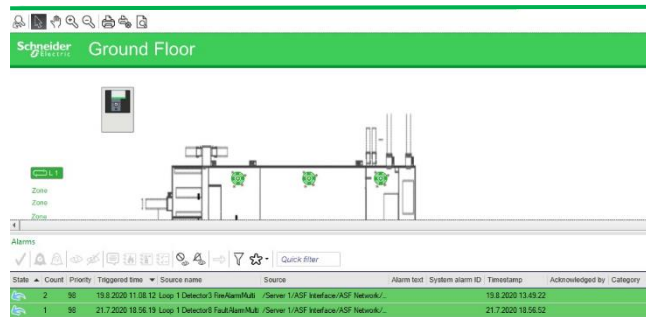 Schneider Electric
Ground Floor
L 1
Zone
Zone
Zone
Alarms
Quick filter
State Count Priority Triggered time Source name Source Alarm text System alarm ID Timestamp Acknowledged by Category
2 98 19.8.2020 11.08.12 Loop 1 Detector3 FireAlarmMulti /Server 1/ASF Interface/ASF Network/... 19.8.2020 13.49.22
1 98 21.7.2020 18.56.19 Loop 1 Detector8 FaultAlarmMulti /Server 1/ASF Interface/ASF Network/... 21.7.2020 18.56.52